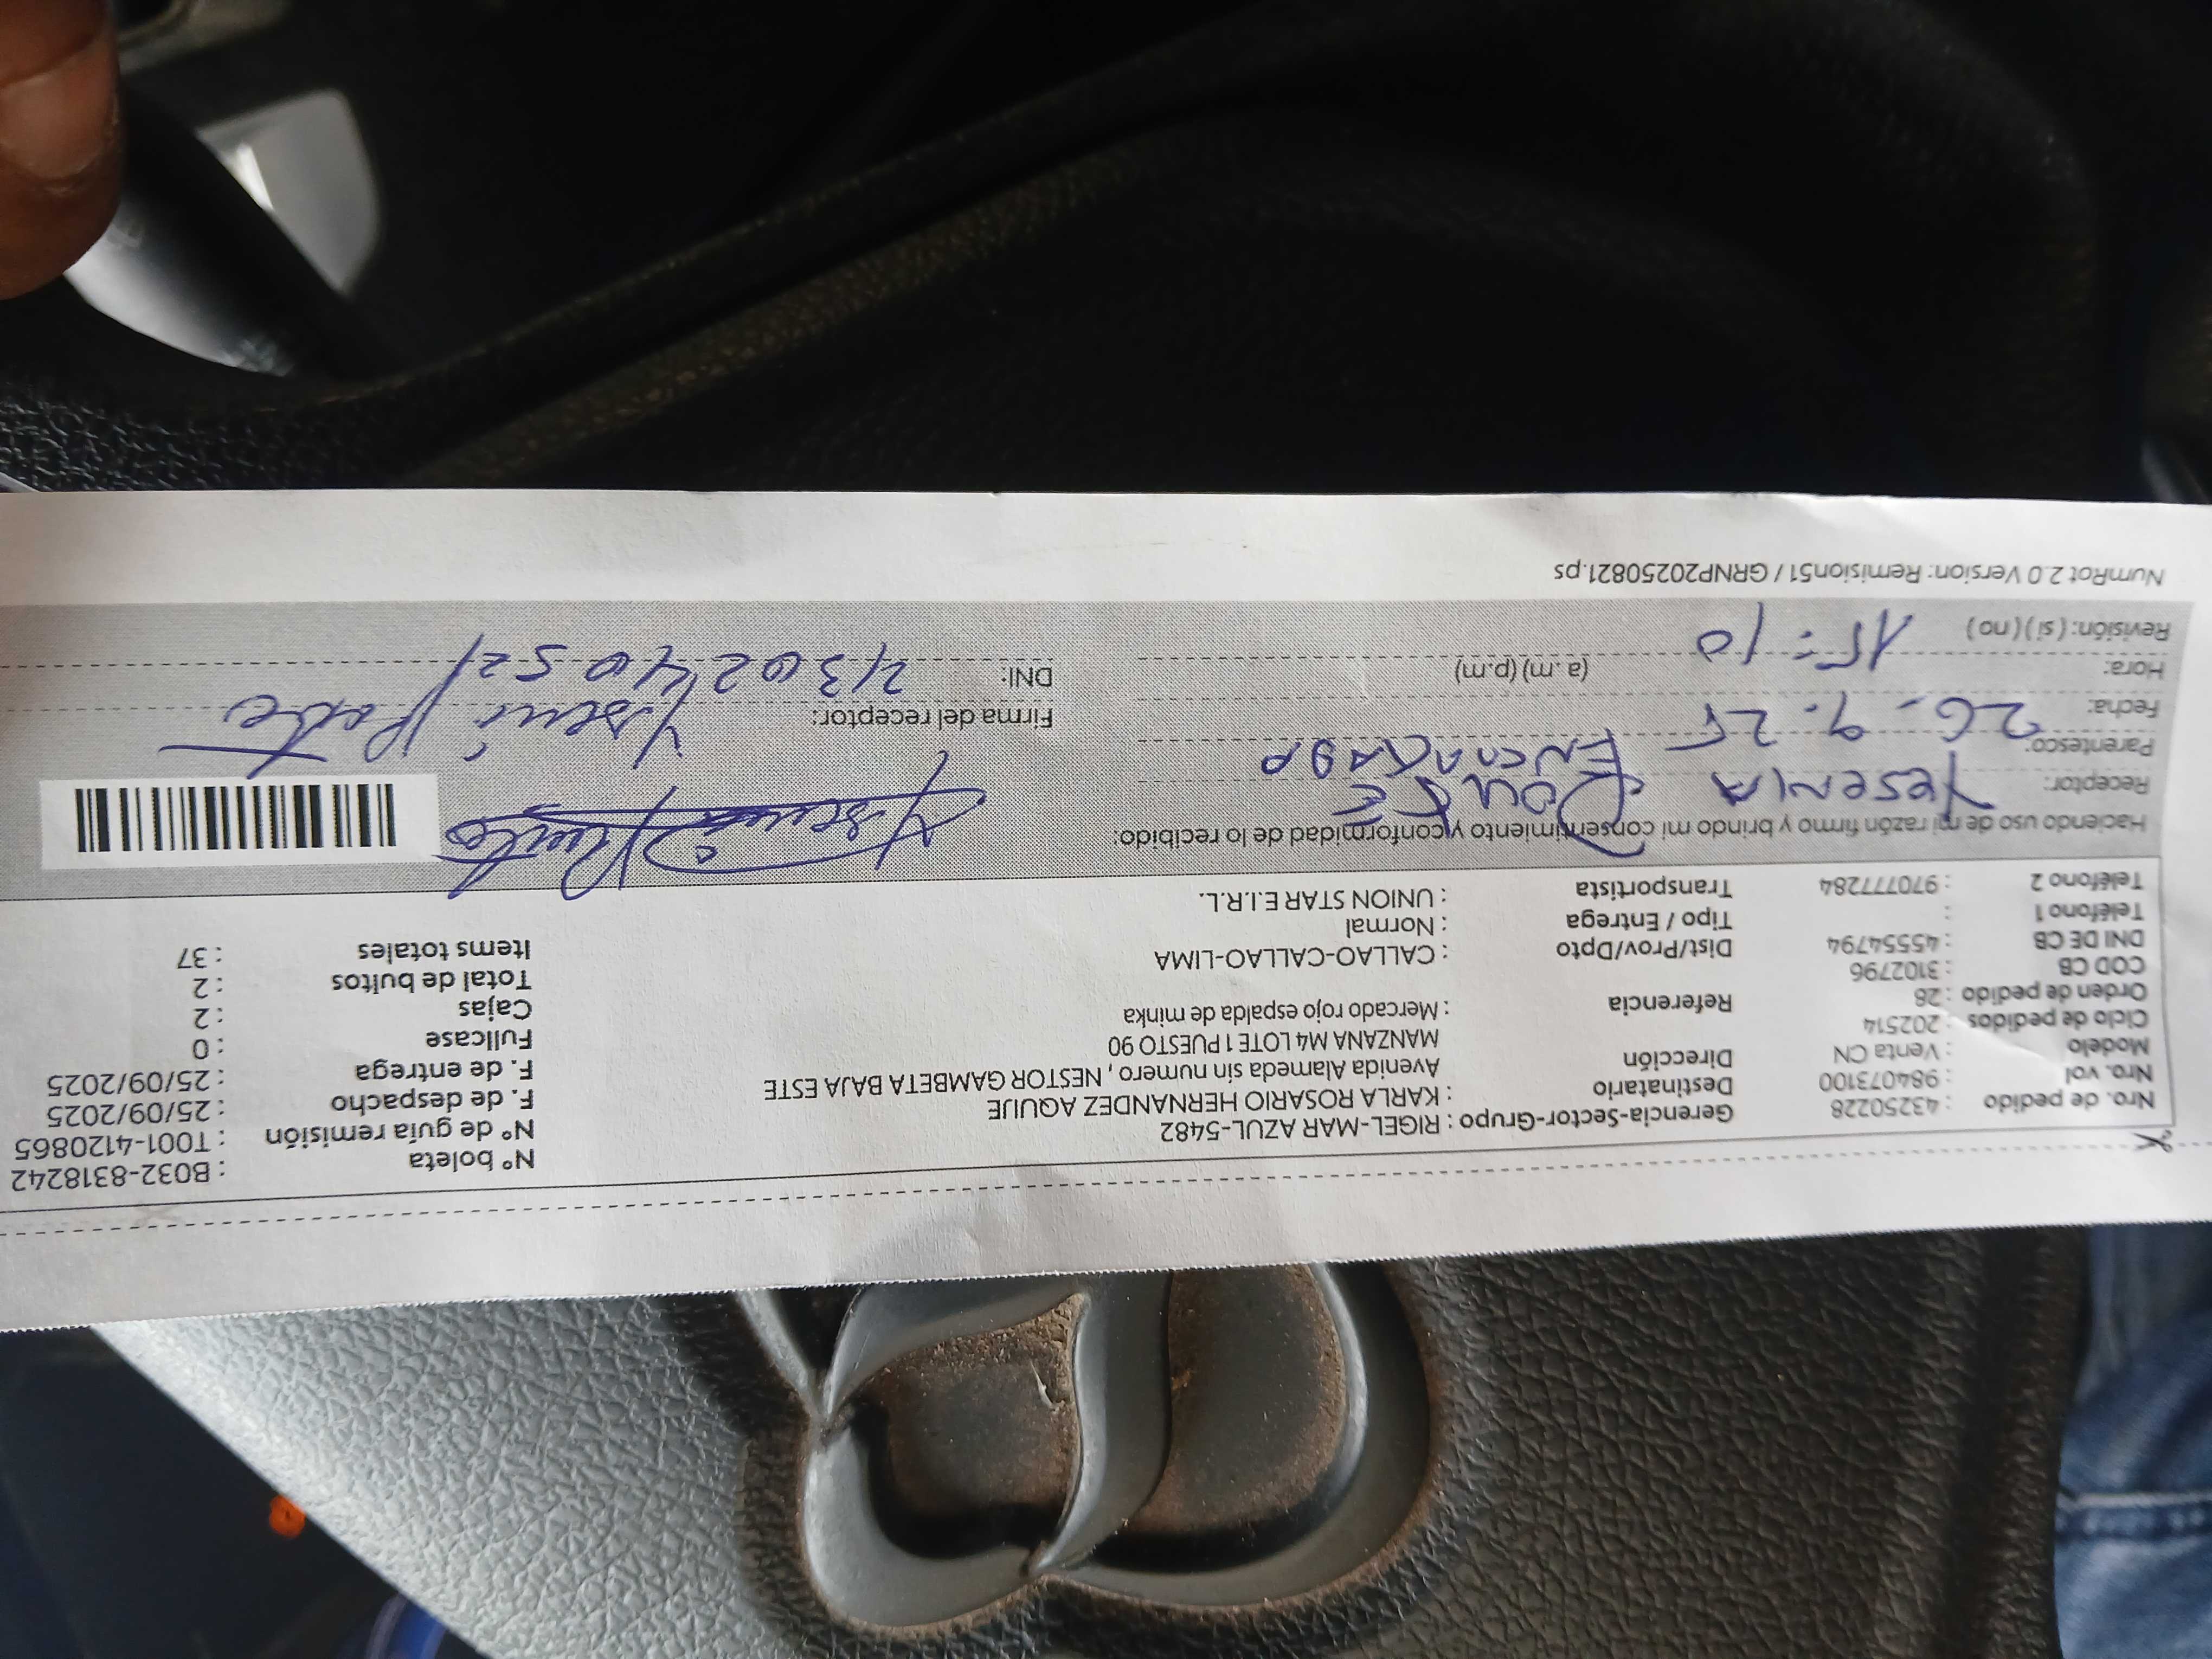 Nro. de pedido : 43250228 Gerencia-Sector-Grupo : RIGEL-MAR AZUL-5482 N° boleta : B032-8318242
Nro. vol : 984073100 Destinatario : KARLA ROSARIO HERNANDEZ AQUIJE N° de guía remisión : T001-4120865
Modelo : Venta CN Dirección Avenida Alameda sin numero , NESTOR GAMBETA BAJA ESTE F. de despacho : 25/09/2025
Ciclo de pedidos : 202514 MANZANA M4 LOTE 1 PUESTO 90 F. de entrega : 25/09/2025
Orden de pedido : 28 Referencia : Mercado rojo espalda de minka Fullcase : 0
COD CB : 3102796 Cajas : 2
DNI DE CB : 45554794 Dist/Prov/Dpto : CALLAO-CALLAO-LIMA Total de bultos : 2
Teléfono 1 : Tipo / Entrega : Normal Items totales : 37
Teléfono 2 : 970777284 Transportista : UNION STAR E.I.R.L.
Haciendo uso de mi razón firmo y brindo mi consentimiento y conformidad de lo recibido:
Receptor: YESENIA
Parentesco: ENCARGADA
Fecha: 26-9-25 Firma del receptor:
Hora: 15:10 (a.m) (p.m) DNI:
Revisión: ( si ) ( no )
NumRot 2.0 Version: Remision51 / GRNP20250821.ps